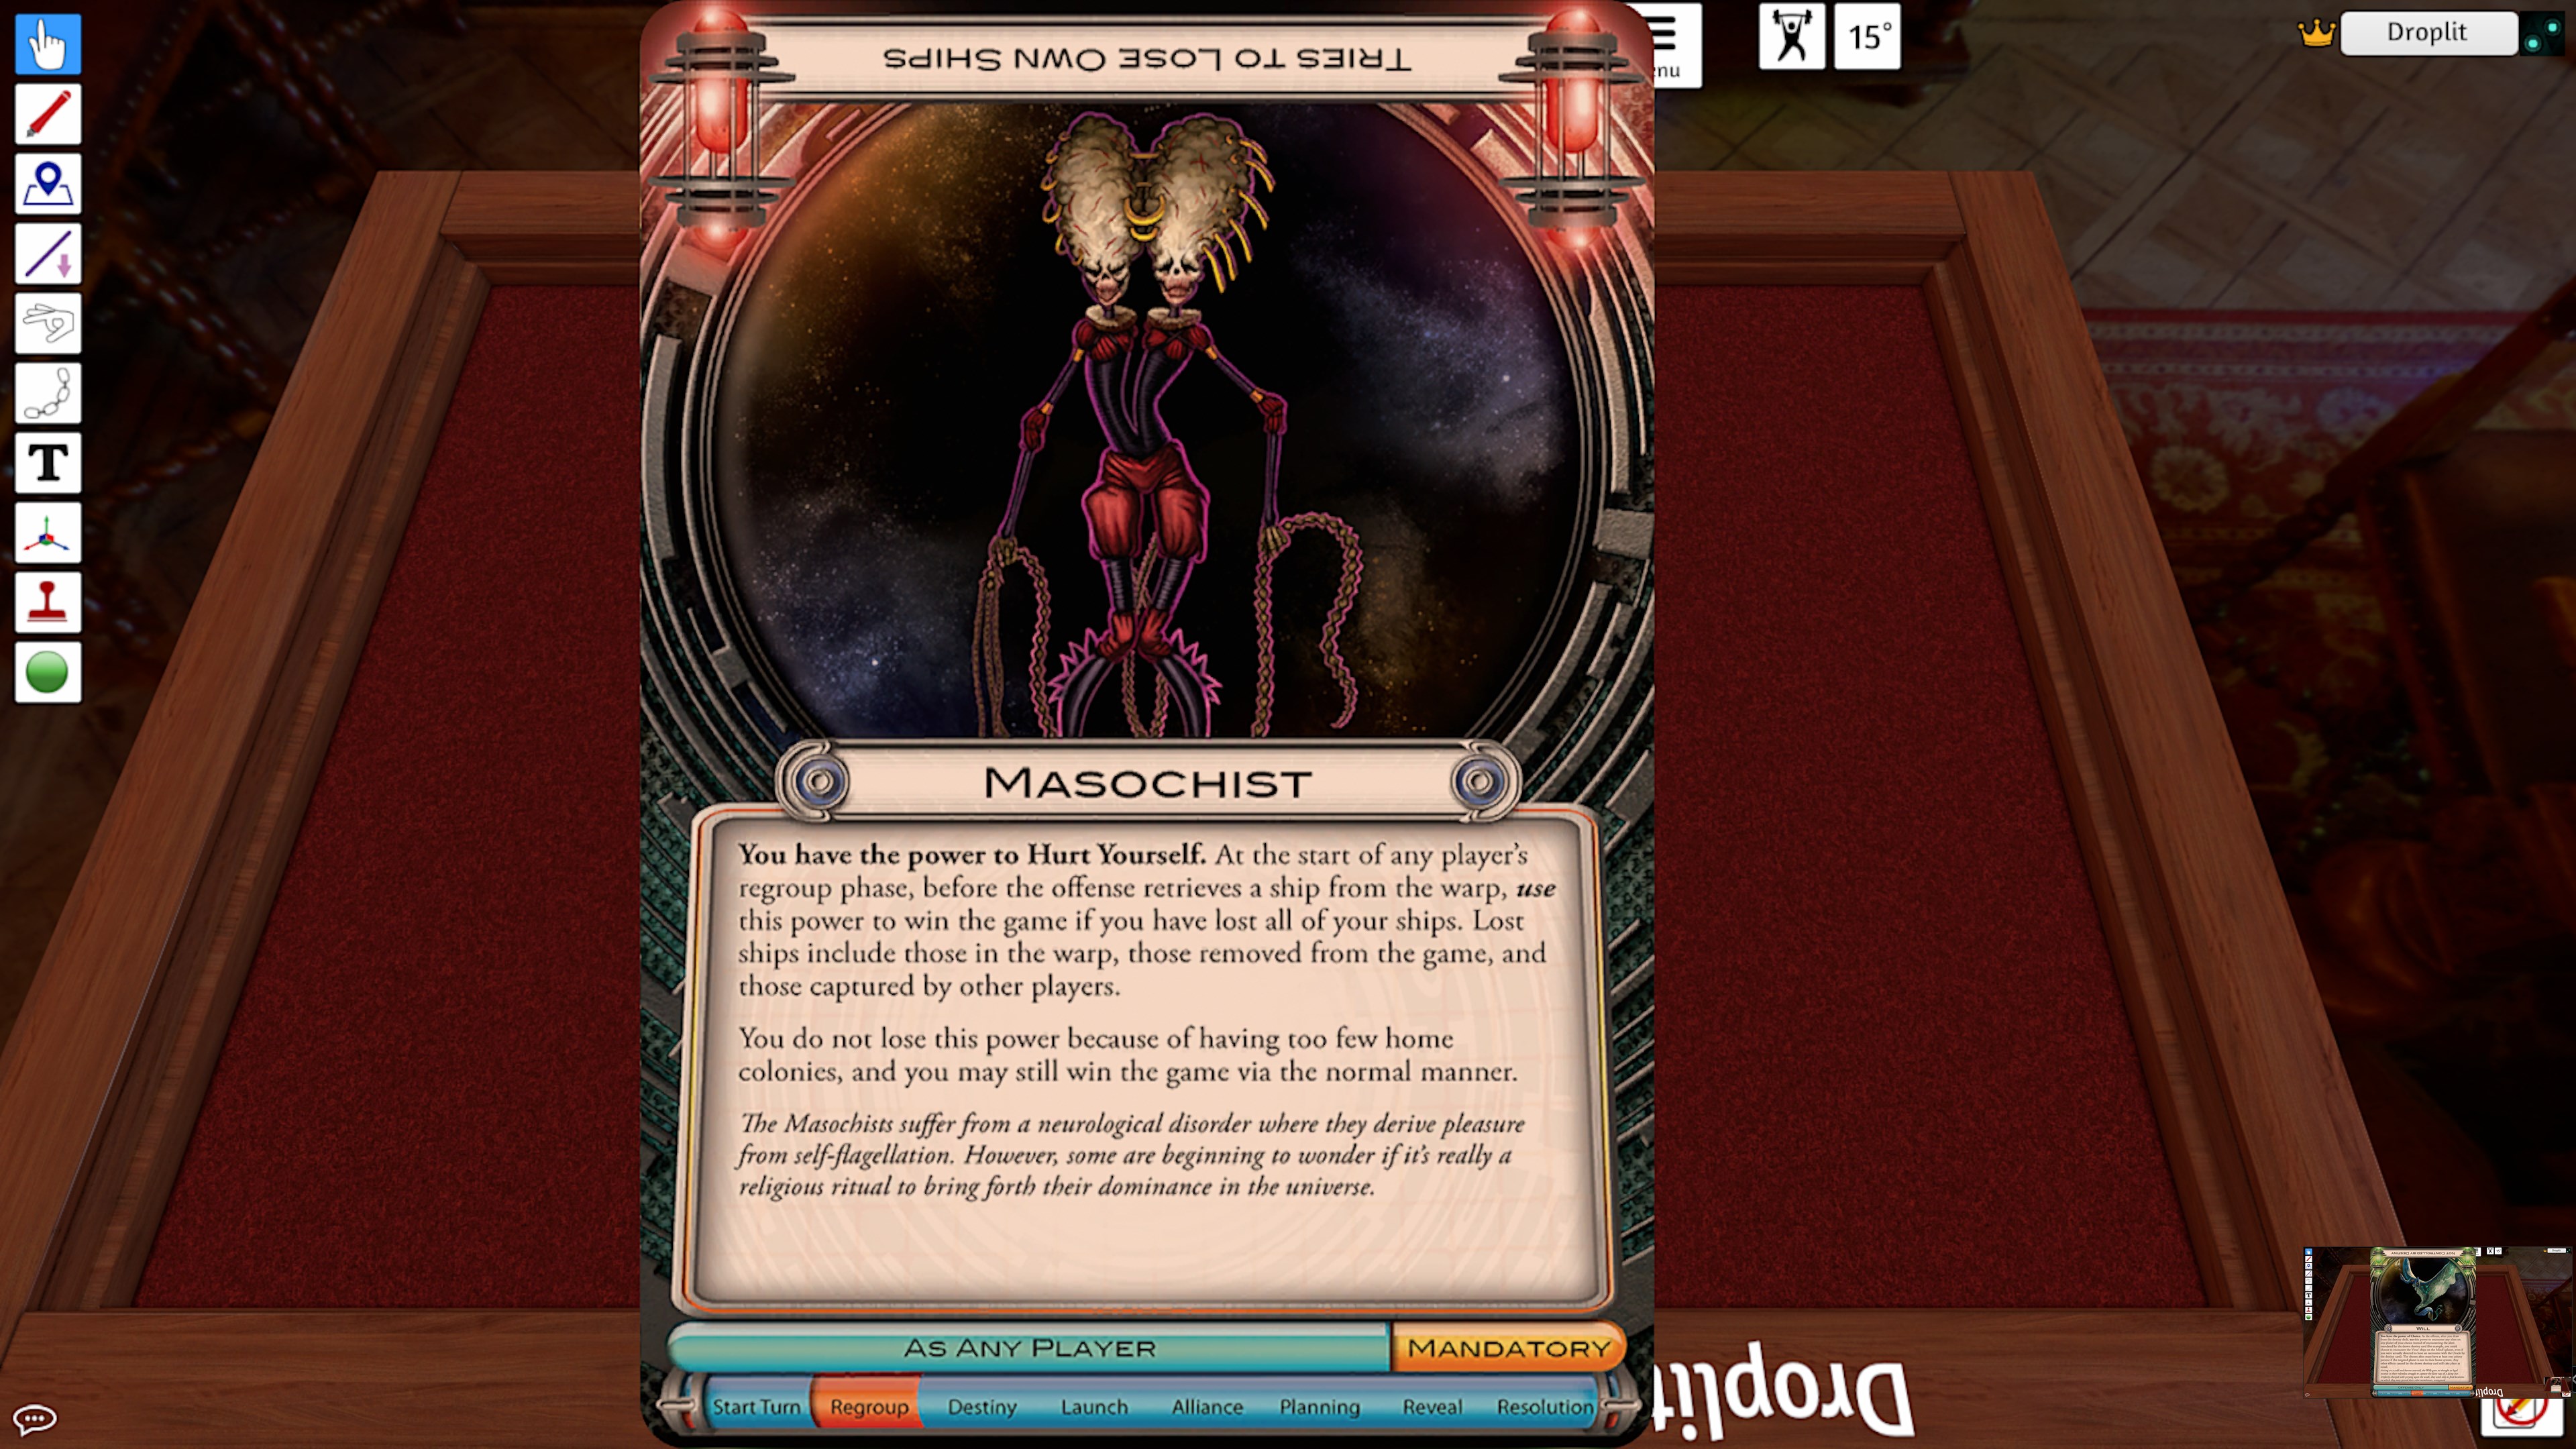 TRIES TO LOSE OWN SHIPS
nu
15°
Droplit
T
MASOCHIST
You have the power to Hurt Yourself. At the start of any player's
regroup phase, before the offense retrieves a ship from the warp, use
this power to win the game if you have lost all of your ships. Lost
ships include those in the warp, those removed from the game, and
those captured by other players.
You do not lose this power because of having too few home
colonies, and you may still win the game via the normal manner.
The Masochists suffer from a neurological disorder where they derive pleasure
from self-flagellation. However, some are beginning to wonder if it's really a
religious ritual to bring forth their dominance in the universe.
AS ANY PLAYER
MANDATORY
Start Turn
Regroup
Destiny
Launch
Alliance
Planning
Reveal
Resolution
Droplit
WILL